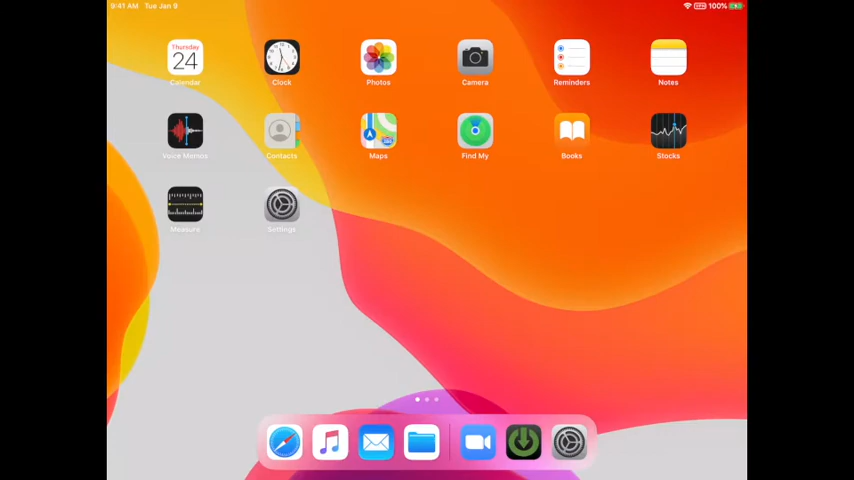 9:41 AM Tue Jan 9
VPN 100%
Thursday
24
Calendar
Clock
Photos
Camera
Reminders
Notes
Voice Memos
Contacts
Maps
Find My
Books
Stocks
Measure
Settings